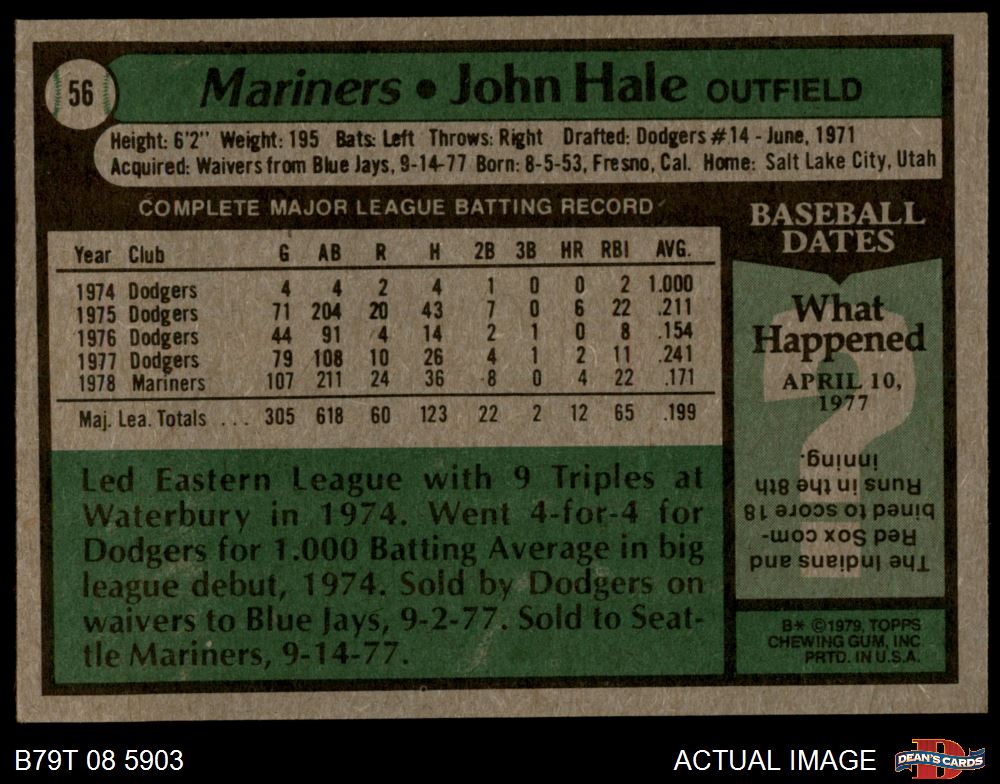 56
Mariners • John Hale OUTFIELD
Height: 6'2" Weight: 195 Bats: Left Throws: Right Drafted: Dodgers #14 - June, 1971
Acquired: Waivers from Blue Jays, 9-14-77 Born: 8-5-53, Fresno, Cal. Home: Salt Lake City, Utah
COMPLETE MAJOR LEAGUE BATTING RECORD
Year Club G AB R H 2B 3B HR RBI AVG.
1974 Dodgers 4 4 2 4 1 0 0 2 1.000
1975 Dodgers 71 204 20 43 7 0 6 22 .211
1976 Dodgers 44 91 4 14 2 1 0 8 .154
1977 Dodgers 79 108 10 26 4 1 2 11 .241
1978 Mariners 107 211 24 36 8 0 4 22 .171
Maj. Lea. Totals ... 305 618 60 123 22 2 12 65 .199
Led Eastern League with 9 Triples at
Waterbury in 1974. Went 4-for-4 for
Dodgers for 1.000 Batting Average in big
league debut, 1974. Sold by Dodgers on
waivers to Blue Jays, 9-2-77. Sold to Seat-
tle Mariners, 9-14-77.
BASEBALL
DATES
What
Happened
APRIL 10,
1977
The Indians and
Red Sox com-
bined to score 18
Runs in the 8th
inning.
B* ©1979, TOPPS
CHEWING GUM, INC.
PRTD. IN U.S.A.
B79T 08 5903
ACTUAL IMAGE
DEAN'S CARDS